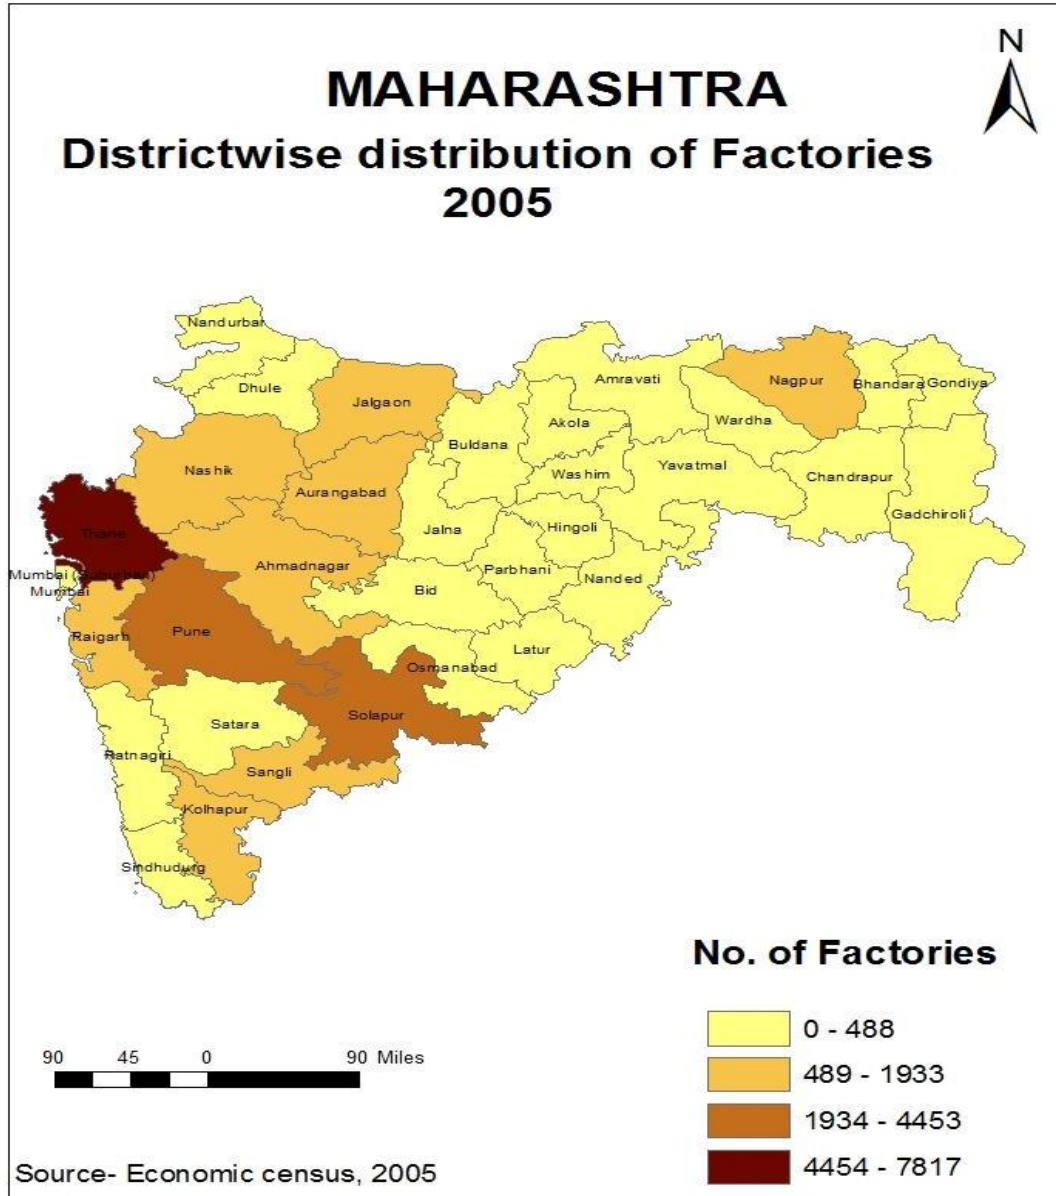 N
MAHARASHTRA
Districtwise distribution of Factories
2005
Nandurbar
Dhule
Jalgaon
Amravati
Nagpur
Bhandara
Gondiya
Buldana
Akola
Wardha
Nashik
Aurangabad
Washim
Yavatmal
Chandrapur
Thane
Jalna
Hingoli
Gadchiroli
Ahmadnagar
Parbhani
Nanded
Mumbai (Suburban)
Mumbai
Bid
Raigarh
Pune
Latur
Osmanabad
Satara
Solapur
Ratnagiri
Sangli
Kolhapur
Sindhudurg
No. of Factories
0 - 488
489 - 1933
1934 - 4453
4454 - 7817
90 45 0 90 Miles
Source- Economic census, 2005